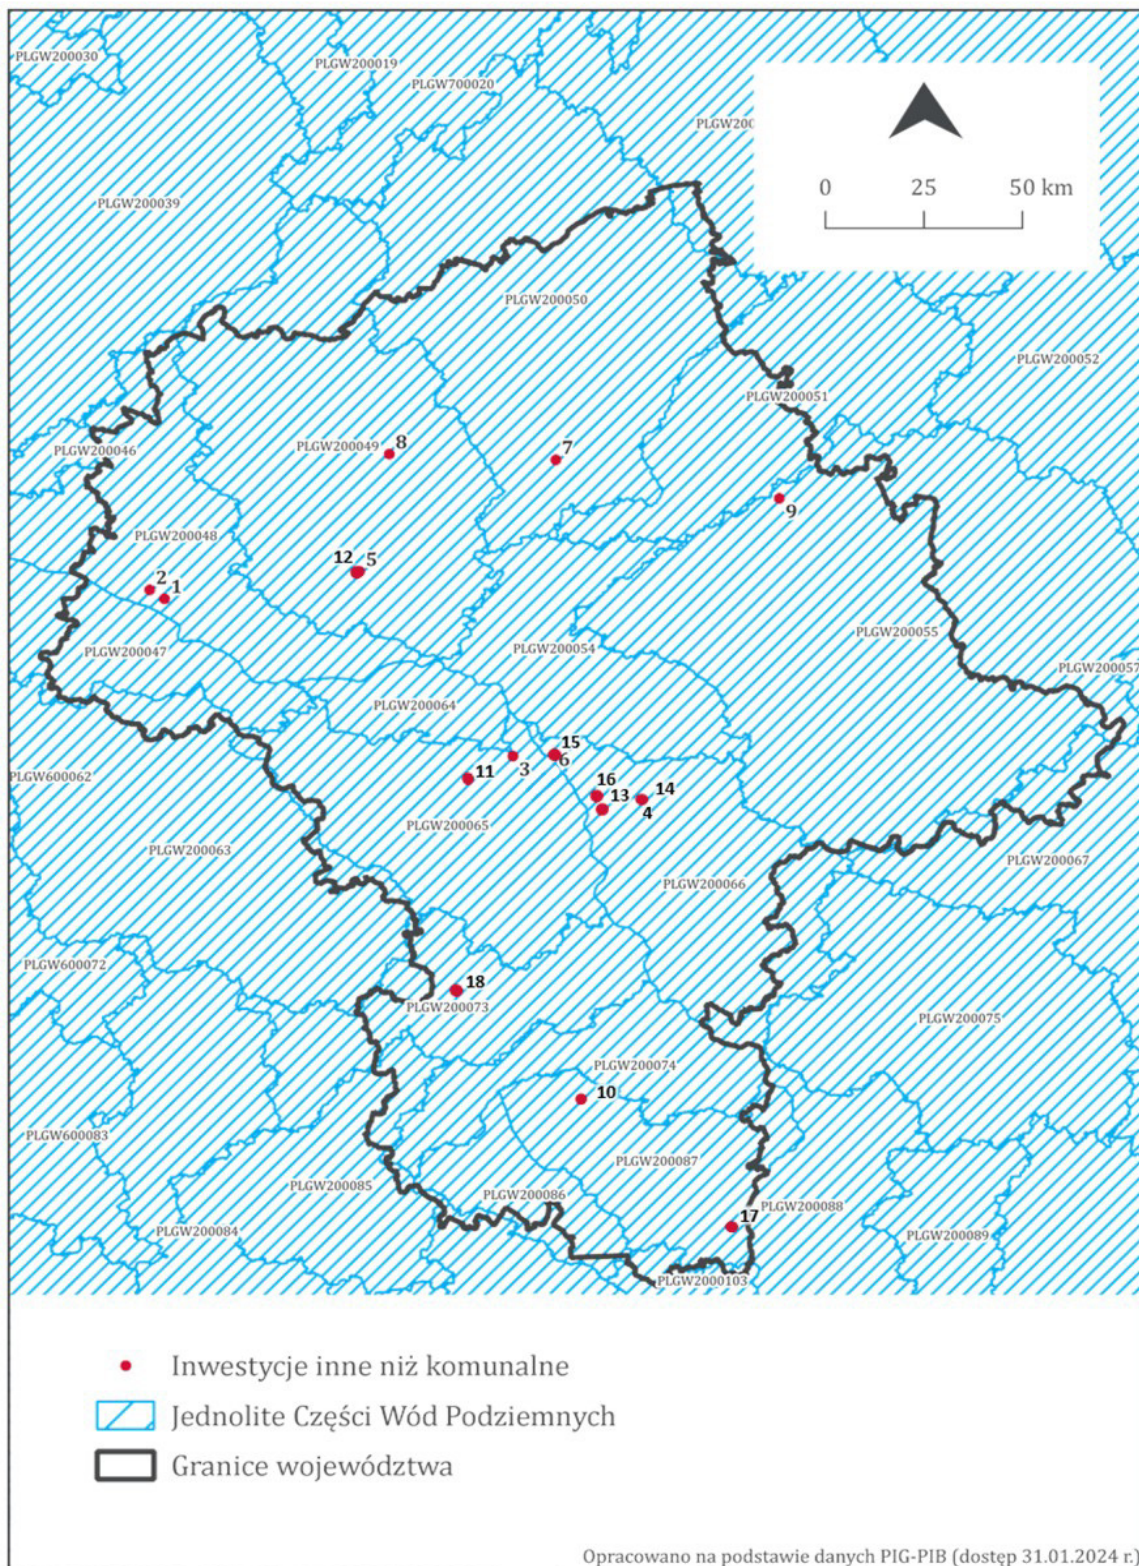 PLGW200030
PLGW200019
PLGW700020
PLGW200
0 25 50 km
PLGW200039
PLGW200050
PLGW200052
PLGW200051
PLGW200046
PLGW200049
8
7
9
PLGW200048
12 5
2
1
PLGW200047
PLGW200054
PLGW200055
PLGW200057
PLGW200064
15
3
6
11
16
13
14
4
PLGW600062
PLGW200065
PLGW200063
PLGW200066
PLGW200067
PLGW600072
18
PLGW200073
PLGW200075
PLGW200074
10
PLGW600083
PLGW200087
PLGW200085
PLGW200086
PLGW200088
17
PLGW200084
PLGW200089
PLGW2000103
Inwestycje inne niż komunalne
Jednolite Części Wód Podziemnych
Granice województwa
Opracowano na podstawie danych PIG-PIB (dostęp 31.01.2024 r.)